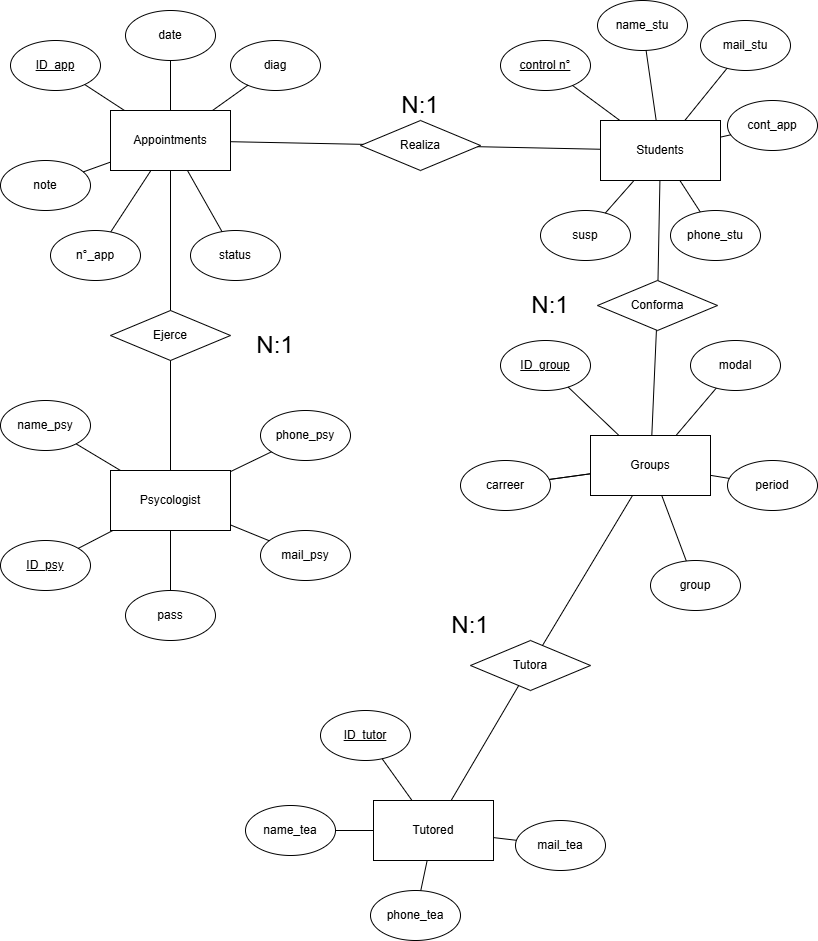 date
name_stu
ID_app
diag
mail_stu
control n°
N:1
cont_app
Appointments
Realiza
Students
note
n°_app
status
susp
phone_stu
Ejerce
N:1
N:1
Conforma
ID_group
modal
name_psy
phone_psy
Groups
carreer
period
Psycologist
ID_psy
mail_psy
group
pass
N:1
Tutora
ID_tutor
name_tea
Tutored
mail_tea
phone_tea